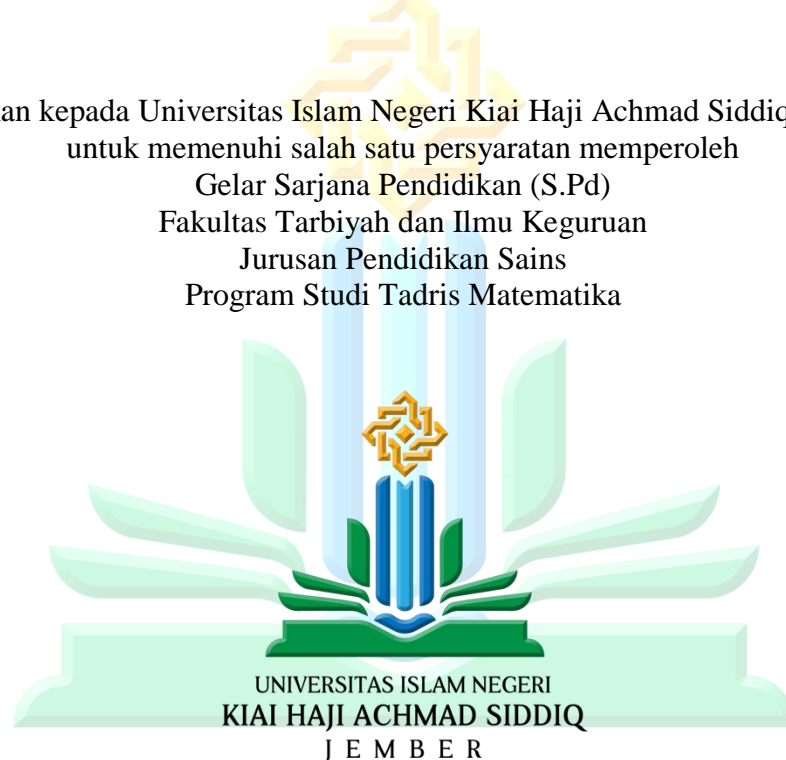 kepada Universitas Islam Negeri Kiai Haji Achmad Siddiq
untuk memenuhi salah satu persyaratan memperoleh
Gelar Sarjana Pendidikan (S.Pd)
Fakultas Tarbiyah dan Ilmu Keguruan
Jurusan Pendidikan Sains
Program Studi Tadris Matematika
UNIVERSITAS ISLAM NEGERI
KIAI HAJI ACHMAD SIDDIQ
JEMBER